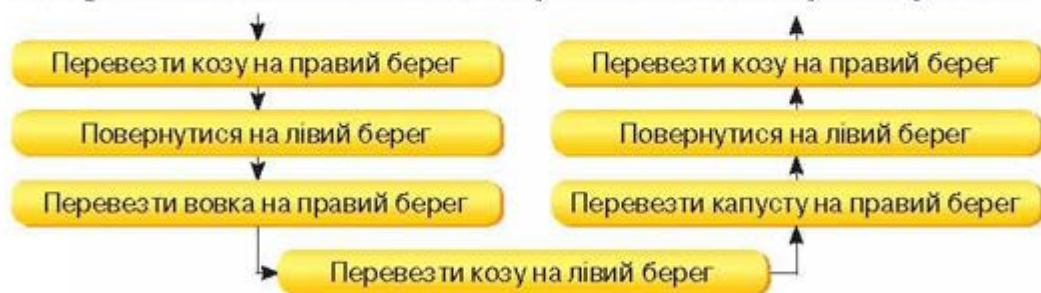 Перевезти козу на правий берег
Повернутися на лівий берег
Перевезти вовка на правий берег
Перевезти козу на лівий берег
Перевезти капусту на правий берег
Повернутися на лівий берег
Перевезти козу на правий берег